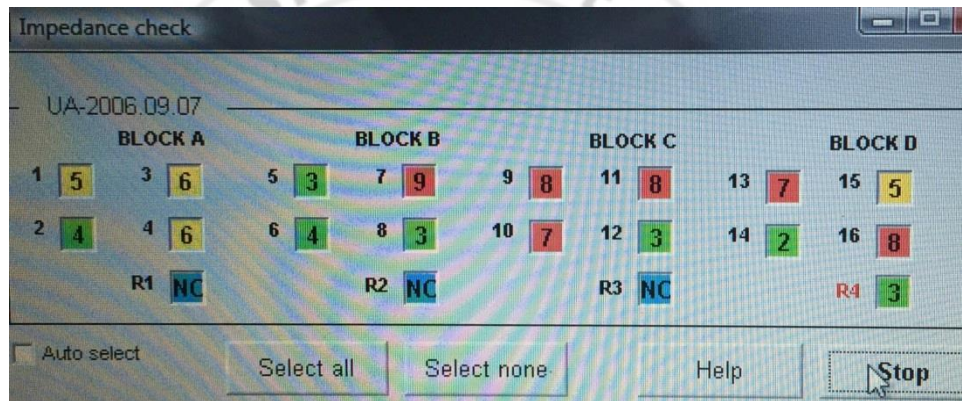 Impedance check
UA-2006.09.07
BLOCK A BLOCK B BLOCK C BLOCK D
1 5 3 6 5 3 7 9 9 8 11 8 13 7 15 5
2 4 4 6 6 4 8 3 10 7 12 3 14 2 16 8
R1 NC R2 NC R3 NC R4 3
Auto select Select all Select none Help Stop